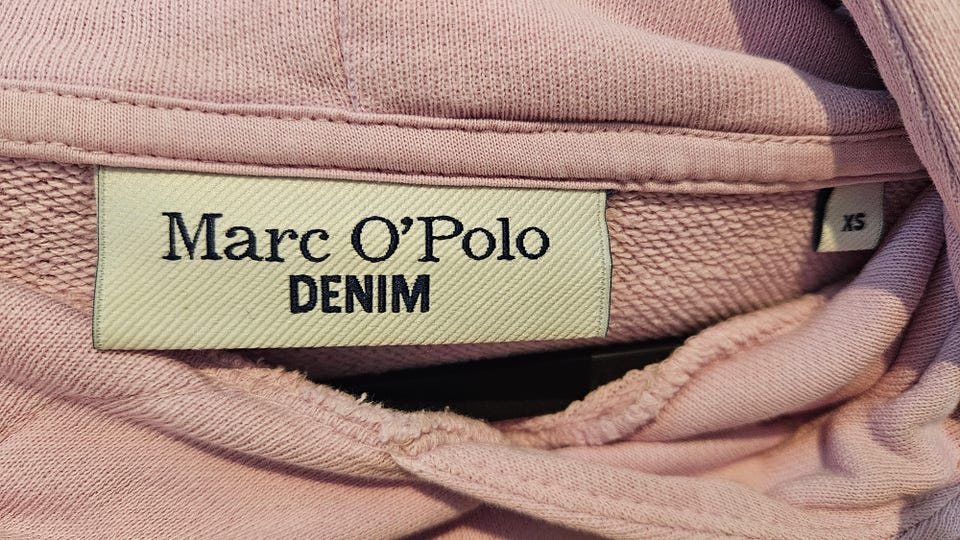 Marc O'Polo
DENIM
XS